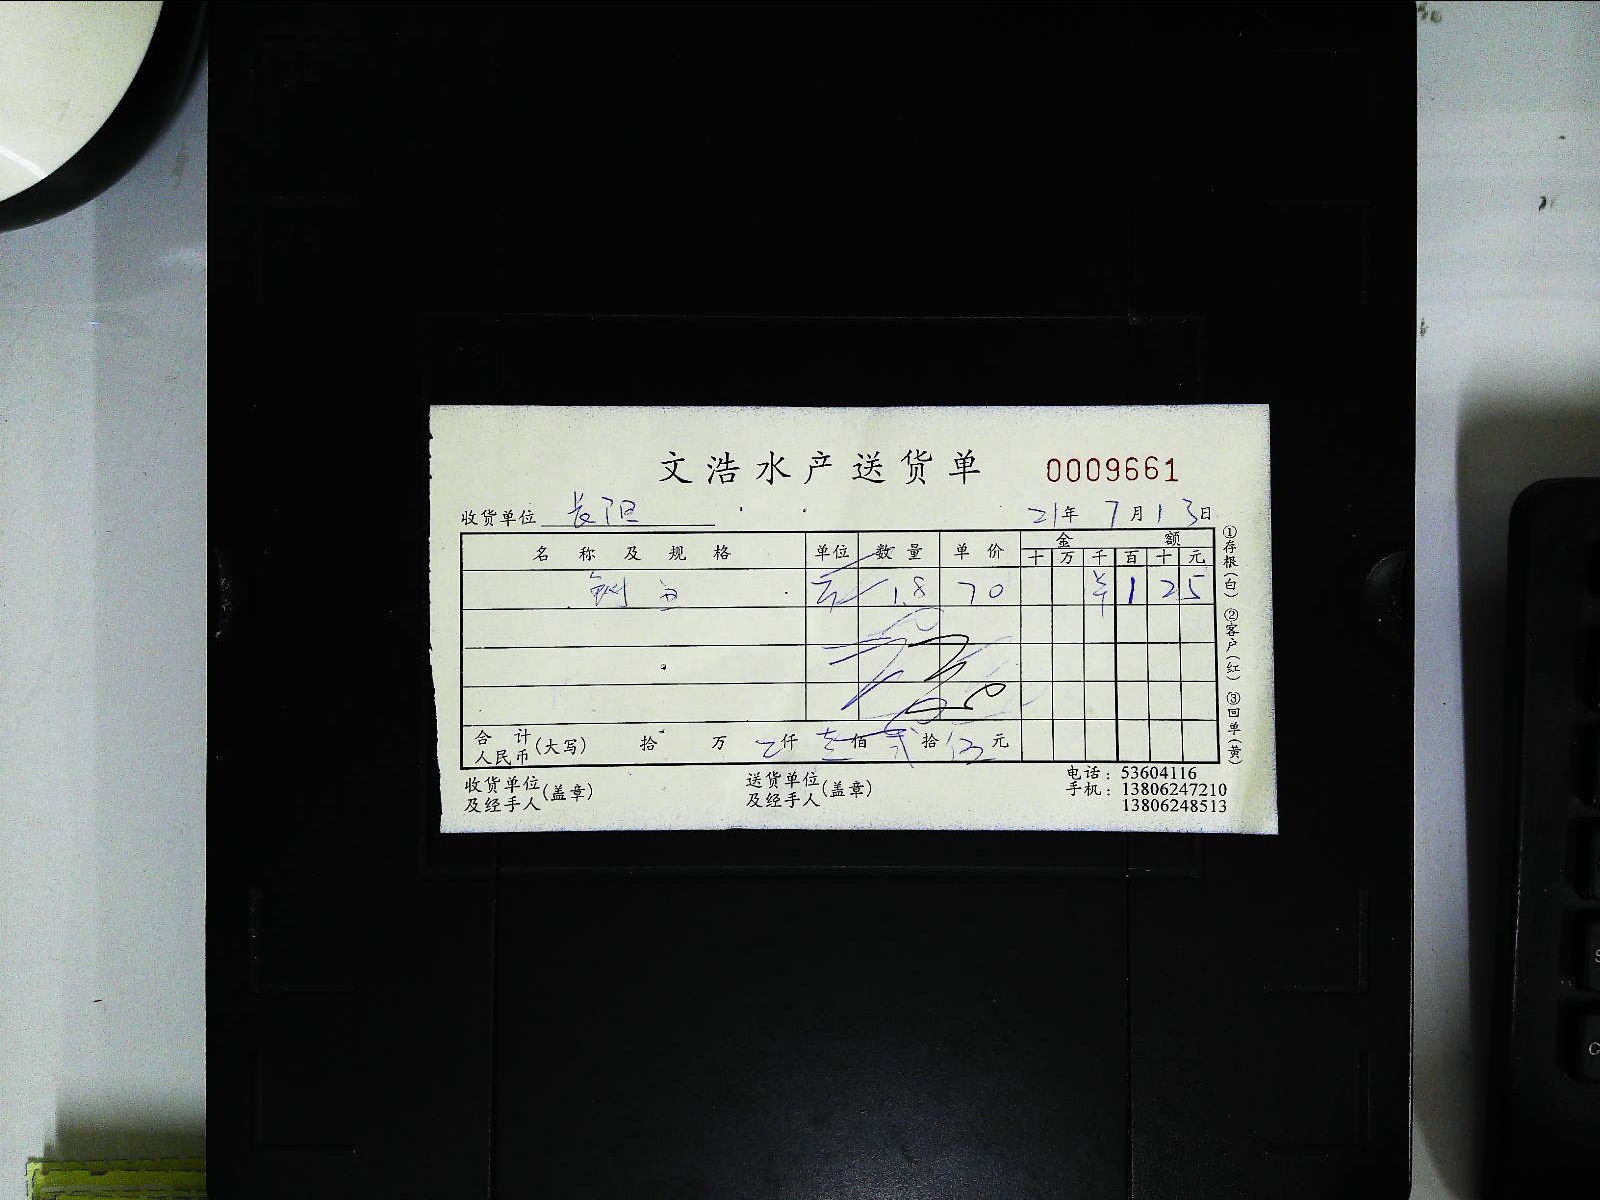 文浩水产送货单 0009661
收货单位 长江 21年7月13日
名称及规格 单位 数量 单价 金额
十 万 千 百 十 元
1.8 70 ¥ 1 2 5
合计人民币(大写) 拾 万 仟 壹佰 贰拾 伍元
收货单位及经手人(盖章) 送货单位及经手人(盖章) 电话：53604116
手机：13806247210
13806248513
①存根(白) ②客户(红) ③回单(黄)